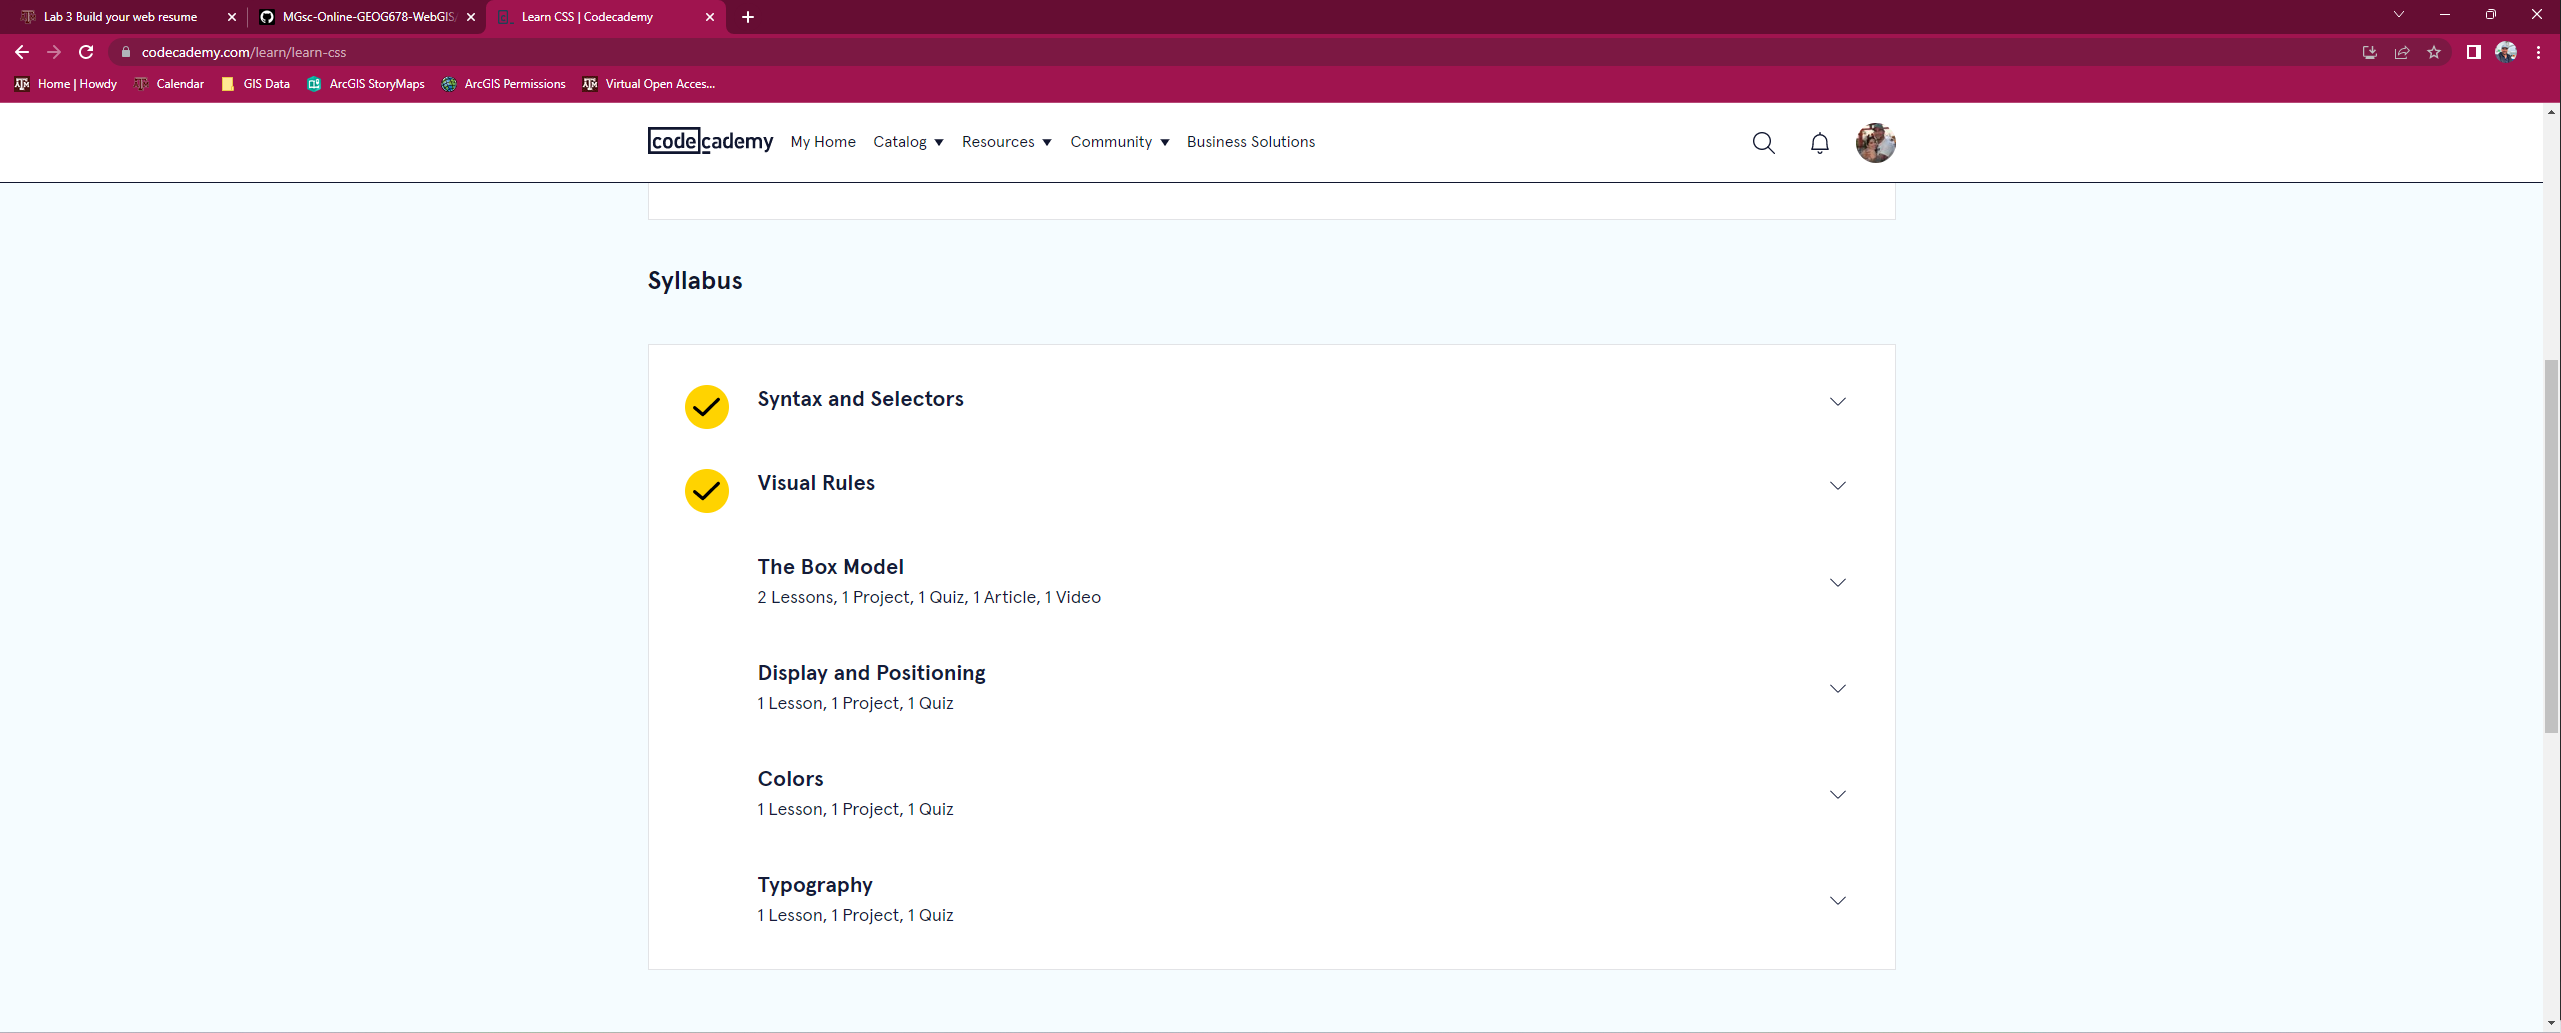 Lab 3 Build your web resume
MGsc-Online-GEOG678-WebGIS
Learn CSS | Codecademy
codecademy.com/learn/learn-css
Home | Howdy
Calendar
GIS Data
ArcGIS StoryMaps
ArcGIS Permissions
Virtual Open Acces...
codecademy
My Home
Catalog
Resources
Community
Business Solutions
Syllabus
Syntax and Selectors
Visual Rules
The Box Model
2 Lessons, 1 Project, 1 Quiz, 1 Article, 1 Video
Display and Positioning
1 Lesson, 1 Project, 1 Quiz
Colors
1 Lesson, 1 Project, 1 Quiz
Typography
1 Lesson, 1 Project, 1 Quiz